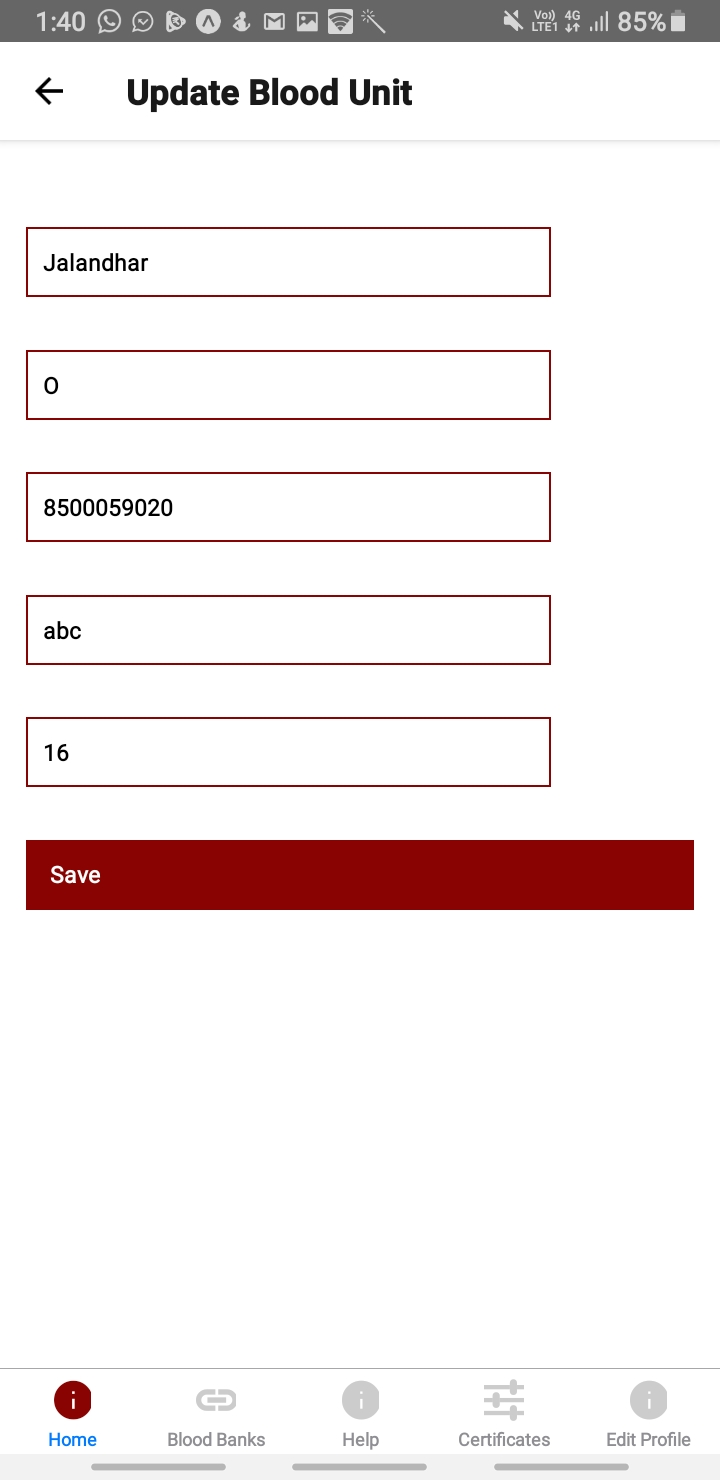 1:40
Vo)) 4G 85%
LTE1
Update Blood Unit
Jalandhar
O
8500059020
abc
16
Save
Home Blood Banks Help Certificates Edit Profile